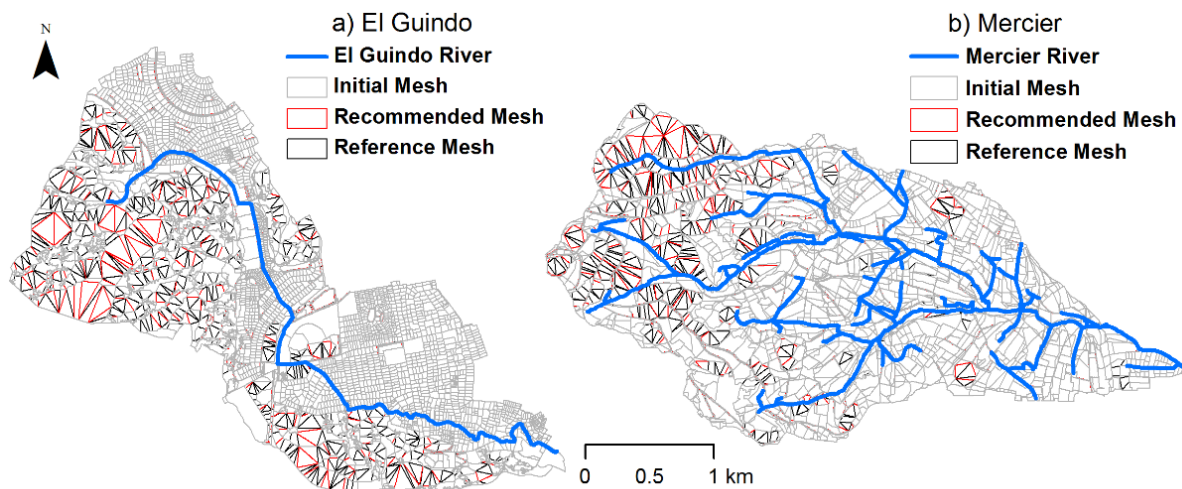 N
a) El Guindo
El Guindo River
Initial Mesh
Recommended Mesh
Reference Mesh
b) Mercier
Mercier River
Initial Mesh
Recommended Mesh
Reference Mesh
0 0.5 1 km